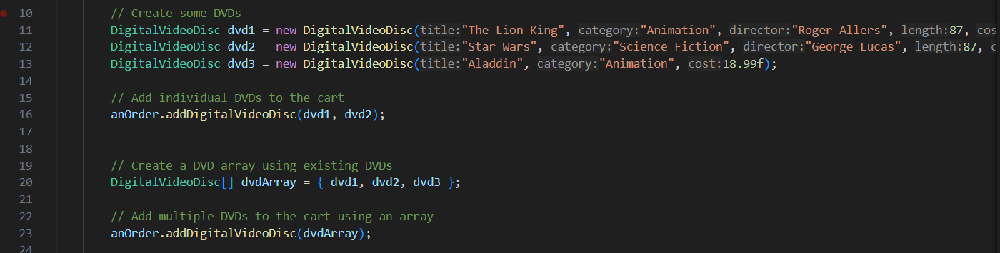 10 // Create some DVDs
11 DigitalVideoDisc dvd1 = new DigitalVideoDisc(title:"The Lion King", category:"Animation", director:"Roger Allers", length:87, cos
12 DigitalVideoDisc dvd2 = new DigitalVideoDisc(title:"Star Wars", category:"Science Fiction", director:"George Lucas", length:87, c
13 DigitalVideoDisc dvd3 = new DigitalVideoDisc(title:"Aladdin", category:"Animation", cost:18.99f);
14
15 // Add individual DVDs to the cart
16 anOrder.addDigitalVideoDisc(dvd1, dvd2);
17
18
19 // Create a DVD array using existing DVDs
20 DigitalVideoDisc[] dvdArray = { dvd1, dvd2, dvd3 };
21
22 // Add multiple DVDs to the cart using an array
23 anOrder.addDigitalVideoDisc(dvdArray);
24